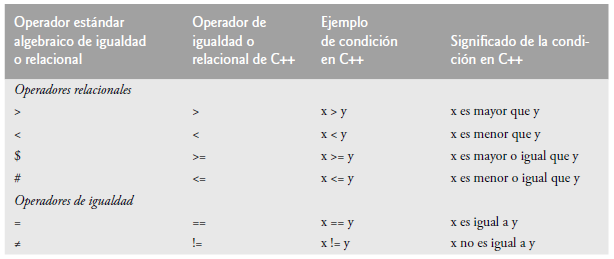 Operador estándar algebraico de igualdad o relacional | Operador de igualdad o relacional de C++ | Ejemplo de condición en C++ | Significado de la condi-ción en C++
Operadores relacionales
> | > | x > y | x es mayor que y
< | < | x < y | x es menor que y
$ | >= | x >= y | x es mayor o igual que y
# | <= | x <= y | x es menor o igual que y
Operadores de igualdad
= | == | x == y | x es igual a y
≠ | != | x != y | x no es igual a y